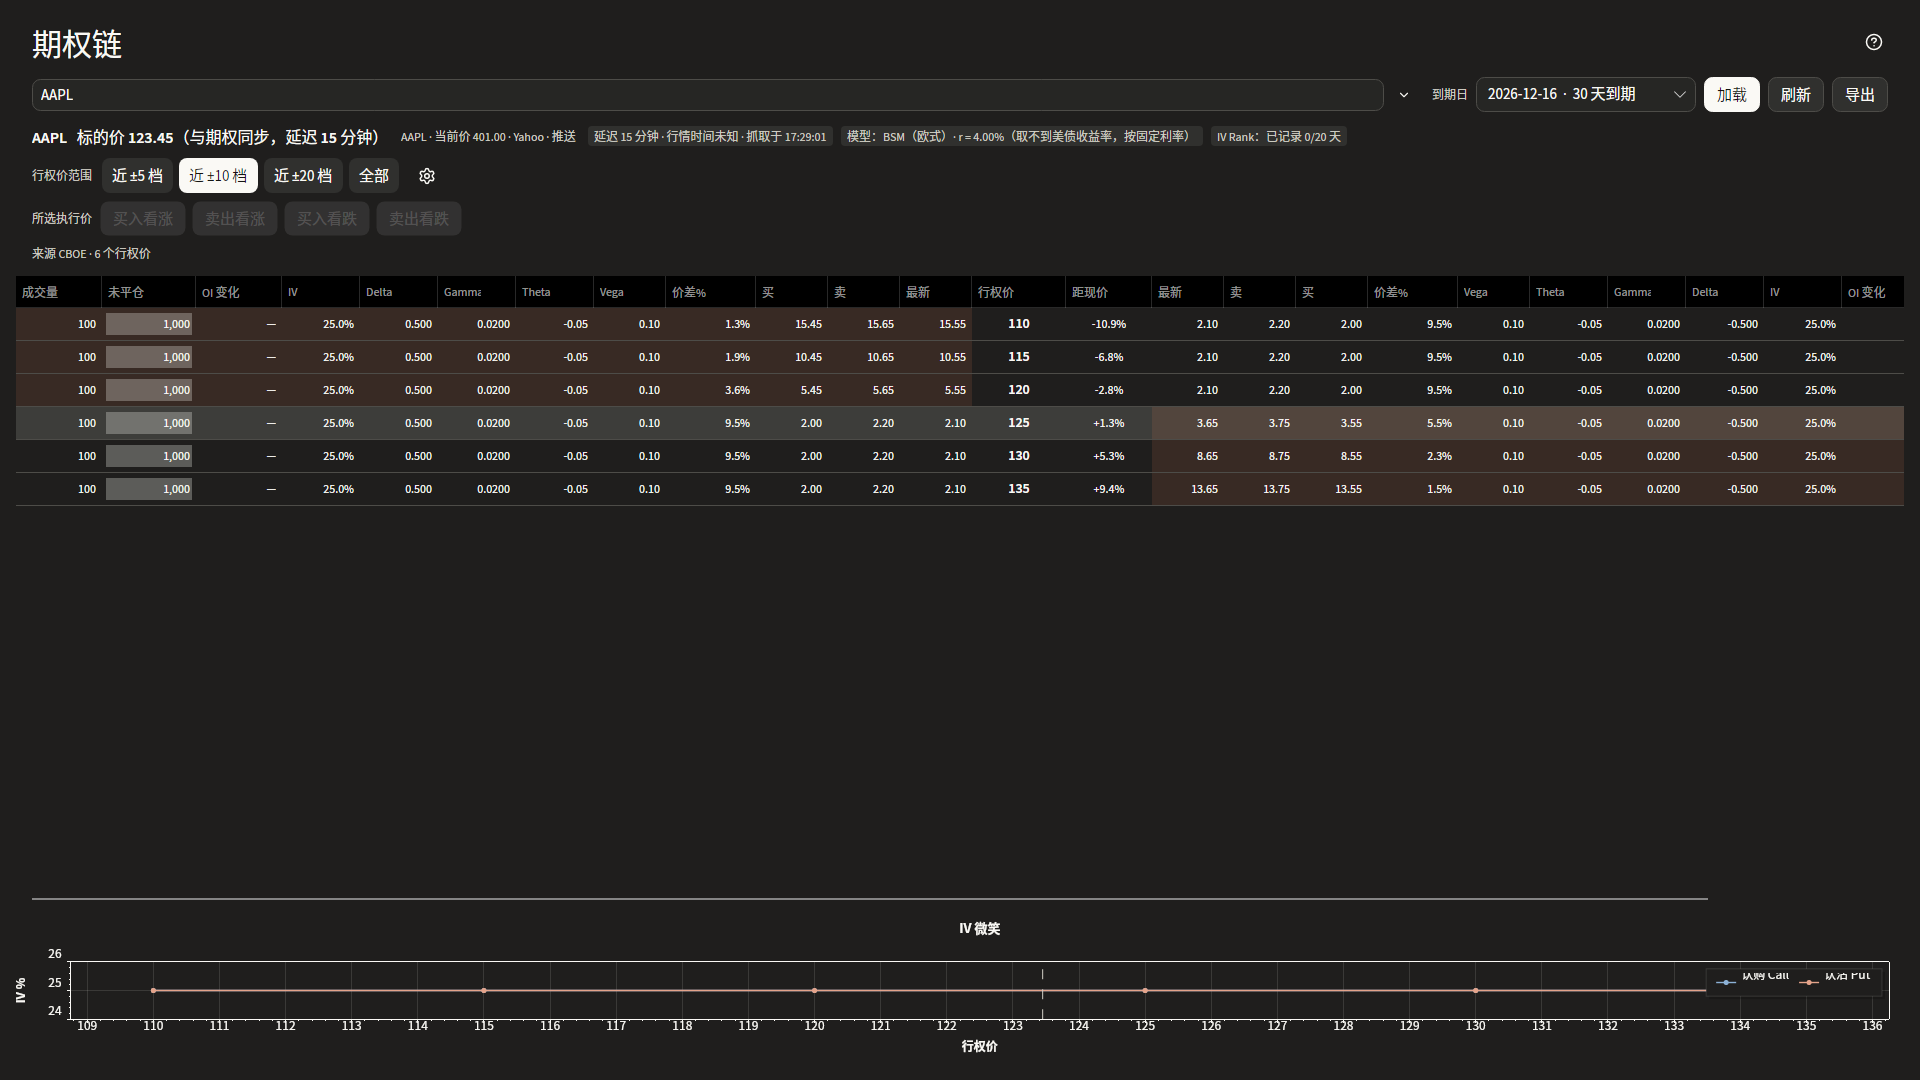 期权链
AAPL
到期日
2026-12-16 · 30 天到期
加载
刷新
导出
AAPL 标的价 123.45（与期权同步，延迟 15 分钟）
AAPL · 当前价 401.00 · Yahoo · 推送
延迟 15 分钟 · 行情时间未知 · 抓取于 17:29:01
模型：BSM（欧式）· r = 4.00%（取不到美债收益率，按固定利率）
IV Rank：已记录 0/20 天
行权价范围 近 ±5 档 近 ±10 档 近 ±20 档 全部
所选执行价 买入看涨 卖出看涨 买入看跌 卖出看跌
来源 CBOE · 6 个行权价
成交量 未平仓 OI 变化 IV Delta Gamma Theta Vega 价差% 买 卖 最新 行权价 距现价 最新 卖 买 价差% Vega Theta Gamma Delta IV OI 变化
100 1,000 — 25.0% 0.500 0.0200 -0.05 0.10 1.3% 15.45 15.65 15.55 110 -10.9% 2.10 2.20 2.00 9.5% 0.10 -0.05 0.0200 -0.500 25.0%
100 1,000 — 25.0% 0.500 0.0200 -0.05 0.10 1.9% 10.45 10.65 10.55 115 -6.8% 2.10 2.20 2.00 9.5% 0.10 -0.05 0.0200 -0.500 25.0%
100 1,000 — 25.0% 0.500 0.0200 -0.05 0.10 3.6% 5.45 5.65 5.55 120 -2.8% 2.10 2.20 2.00 9.5% 0.10 -0.05 0.0200 -0.500 25.0%
100 1,000 — 25.0% 0.500 0.0200 -0.05 0.10 9.5% 2.00 2.20 2.10 125 +1.3% 3.65 3.75 3.55 5.5% 0.10 -0.05 0.0200 -0.500 25.0%
100 1,000 — 25.0% 0.500 0.0200 -0.05 0.10 9.5% 2.00 2.20 2.10 130 +5.3% 8.65 8.75 8.55 2.3% 0.10 -0.05 0.0200 -0.500 25.0%
100 1,000 — 25.0% 0.500 0.0200 -0.05 0.10 9.5% 2.00 2.20 2.10 135 +9.4% 13.65 13.75 13.55 1.5% 0.10 -0.05 0.0200 -0.500 25.0%
IV 微笑
IV %
26
25
24
认购 Call 认沽 Put
109 110 111 112 113 114 115 116 117 118 119 120 121 122 123 124 125 126 127 128 129 130 131 132 133 134 135 136
行权价